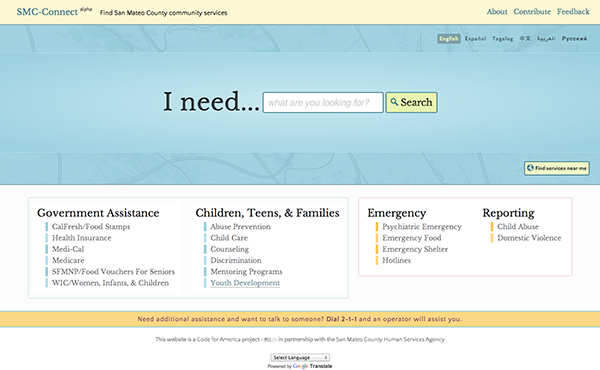 SMC-Connect alpha Find San Mateo County community services About Contribute Feedback
English Español Tagalog 中文 العربية Русский
I need... what are you looking for? Search
Find services near me
Government Assistance
CalFresh/Food Stamps
Health Insurance
Medi-Cal
Medicare
SFMNP/Food Vouchers For Seniors
WIC/Women, Infants, & Children
Children, Teens, & Families
Abuse Prevention
Child Care
Counseling
Discrimination
Mentoring Programs
Youth Development
Emergency
Psychiatric Emergency
Emergency Food
Emergency Shelter
Hotlines
Reporting
Child Abuse
Domestic Violence
Need additional assistance and want to talk to someone? Dial 2-1-1 and an operator will assist you.
This website is a Code for America project in partnership with the San Mateo County Human Services Agency
Select Language
Powered by Google Translate